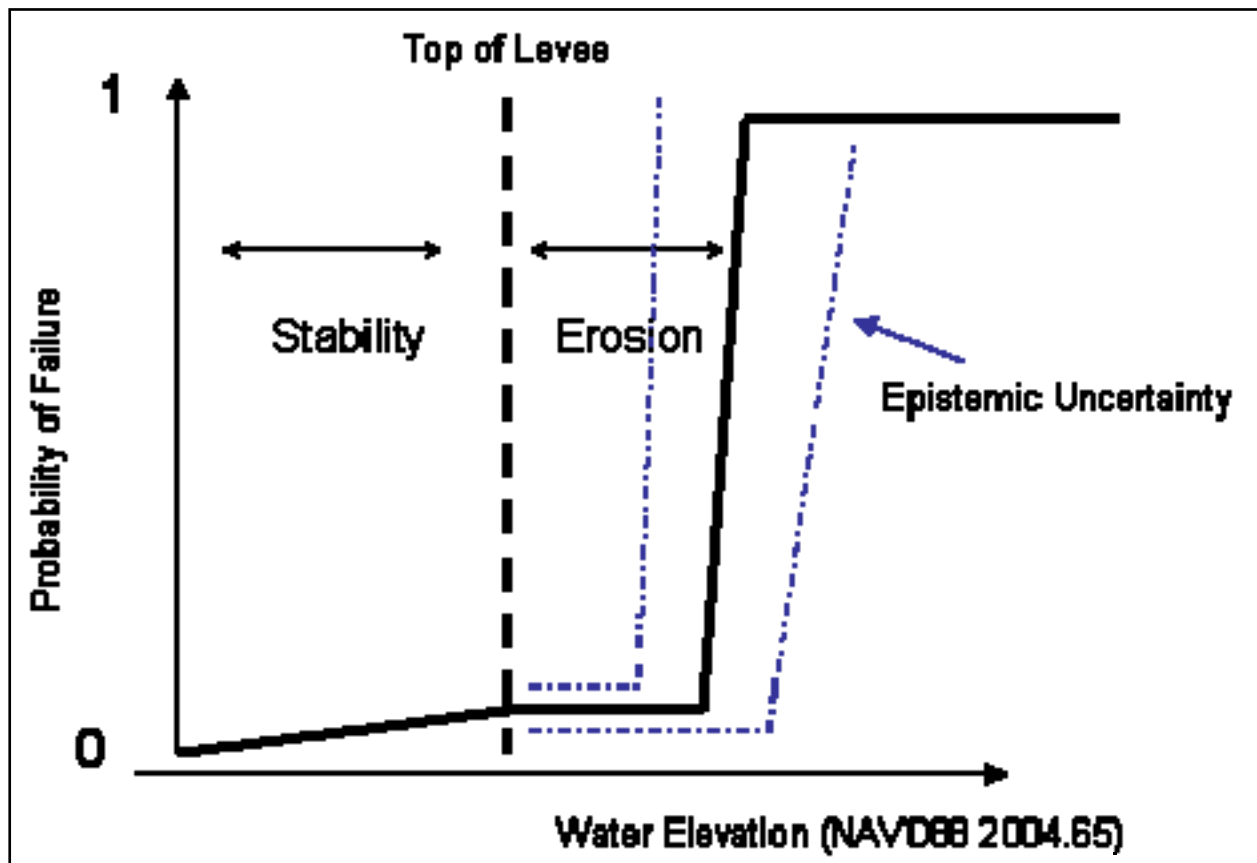 Top of Levee
1
Stability
Erosion
Epistemic Uncertainty
Probability of Failure
0
Water Elevation (NAVD88 2004.65)